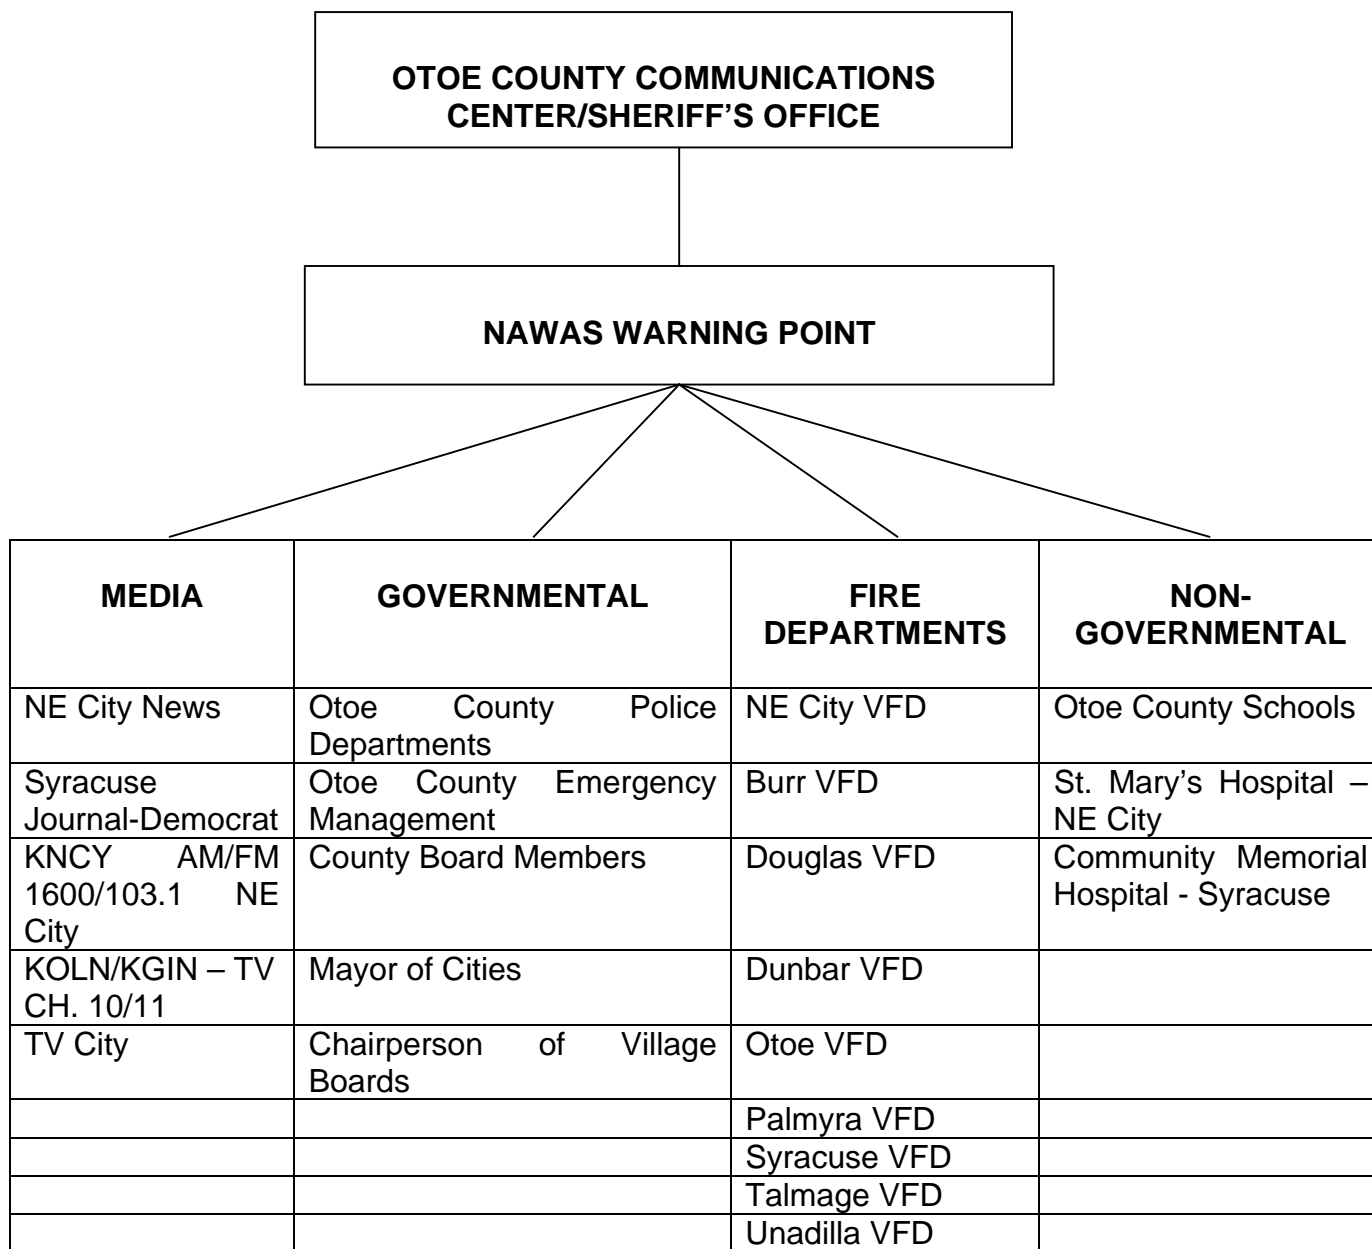 OTOE COUNTY COMMUNICATIONS
CENTER/SHERIFF'S OFFICE
NAWAS WARNING POINT
MEDIA
GOVERNMENTAL
FIRE
DEPARTMENTS
NON-
GOVERNMENTAL
NE City News
Otoe County Police
Departments
NE City VFD
Otoe County Schools
Syracuse
Journal-Democrat
Otoe County Emergency
Management
Burr VFD
St. Mary's Hospital –
NE City
KNCY AM/FM
1600/103.1 NE
City
County Board Members
Douglas VFD
Community Memorial
Hospital - Syracuse
KOLN/KGIN – TV
CH. 10/11
Mayor of Cities
Dunbar VFD
TV City
Chairperson of Village
Boards
Otoe VFD
Palmyra VFD
Syracuse VFD
Talmage VFD
Unadilla VFD